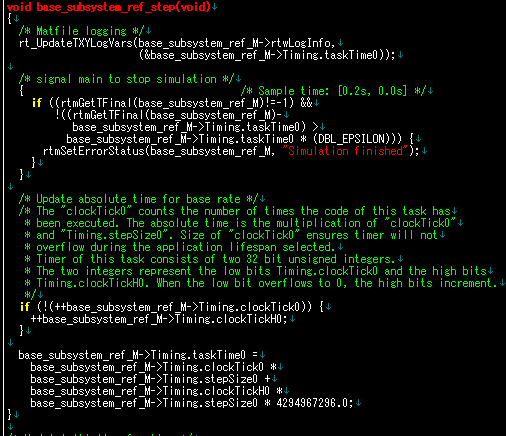 void base_subsystem_ref_step(void)↓
{↓
/* Matfile logging */↓
rt_UpdateTXYLogVars(base_subsystem_ref_M->rtwLogInfo,↓
(&base_subsystem_ref_M->Timing.taskTime0));↓
↓
/* signal main to stop simulation */↓
{ /* Sample time: [0.2s, 0.0s] */↓
if ((rtmGetTFinal(base_subsystem_ref_M)!=-1) &&↓
!((rtmGetTFinal(base_subsystem_ref_M)-↓
base_subsystem_ref_M->Timing.taskTime0) >↓
base_subsystem_ref_M->Timing.taskTime0 * (DBL_EPSILON))) {↓
rtmSetErrorStatus(base_subsystem_ref_M, "Simulation finished");↓
}↓
}↓
↓
/* Update absolute time for base rate */↓
/* The "clockTick0" counts the number of times the code of this task has↓
* been executed. The absolute time is the multiplication of "clockTick0"↓
* and "Timing.stepSize0". Size of "clockTick0" ensures timer will not↓
* overflow during the application lifespan selected.↓
* Timer of this task consists of two 32 bit unsigned integers.↓
* The two integers represent the low bits Timing.clockTick0 and the high bits↓
* Timing.clockTickH0. When the low bit overflows to 0, the high bits increment.↓
*/↓
if (!(++base_subsystem_ref_M->Timing.clockTick0)) {↓
++base_subsystem_ref_M->Timing.clockTickH0;↓
}↓
↓
base_subsystem_ref_M->Timing.taskTime0 =↓
base_subsystem_ref_M->Timing.clockTick0 *↓
base_subsystem_ref_M->Timing.stepSize0 +↓
base_subsystem_ref_M->Timing.clockTickH0 *↓
base_subsystem_ref_M->Timing.stepSize0 * 4294967296.0;↓
}↓
↓